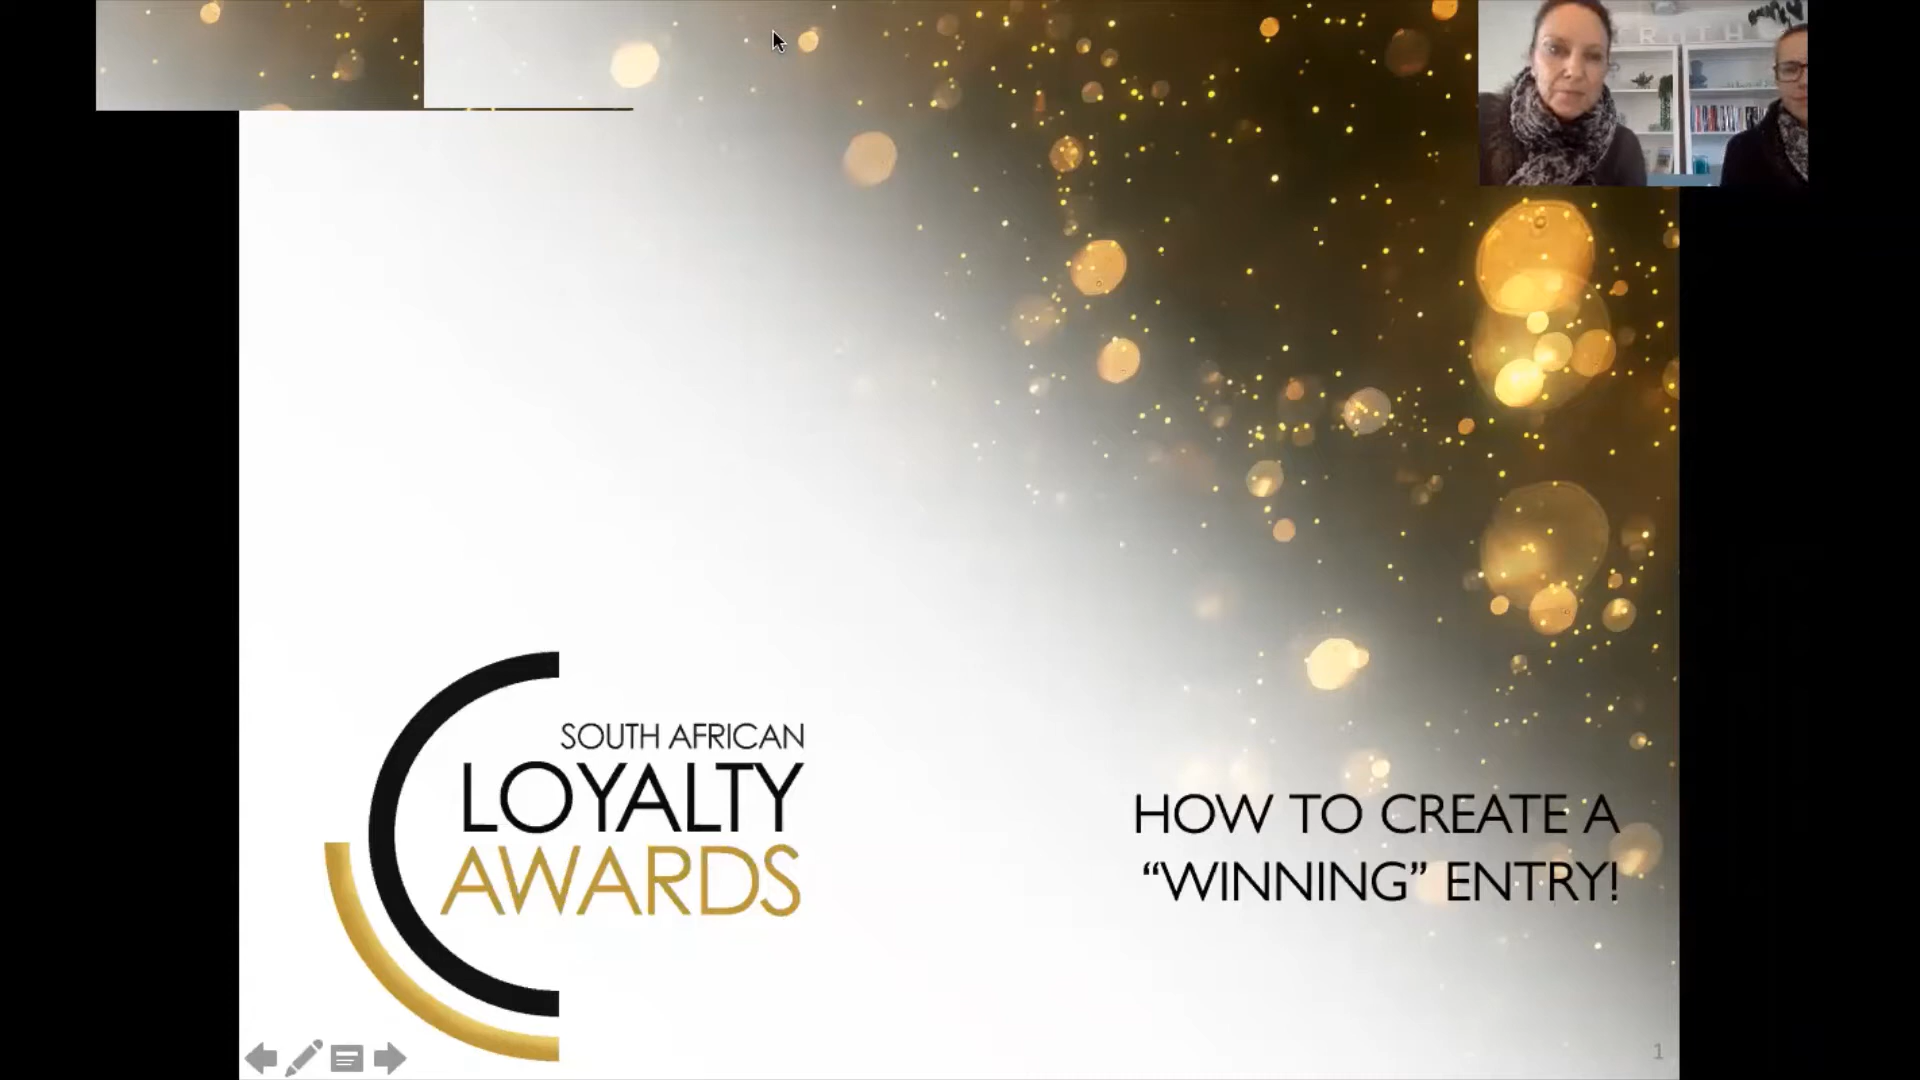 SOUTH AFRICAN
LOYALTY
AWARDS
HOW TO CREATE A
“WINNING” ENTRY!
1